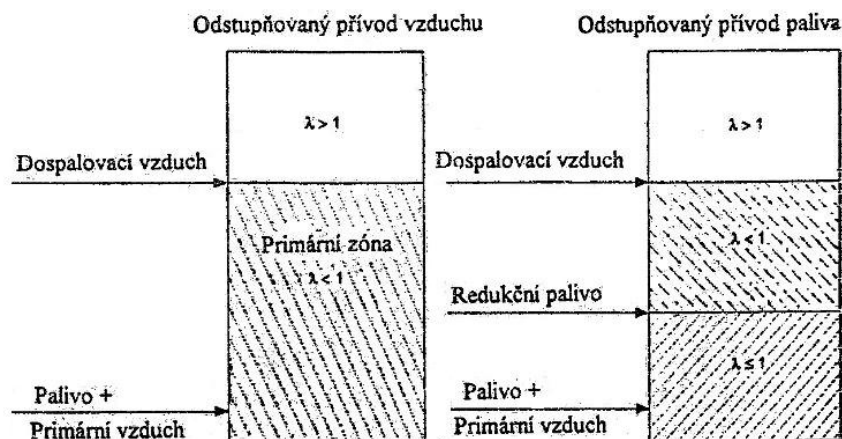 Odstupňovaný přívod vzduchu
λ > 1
Dospalovací vzduch
Primární zóna
λ < 1
Palivo +
Primární vzduch
Odstupňovaný přívod paliva
λ > 1
Dospalovací vzduch
λ < 1
Redukční palivo
λ ≤ 1
Palivo +
Primární vzduch